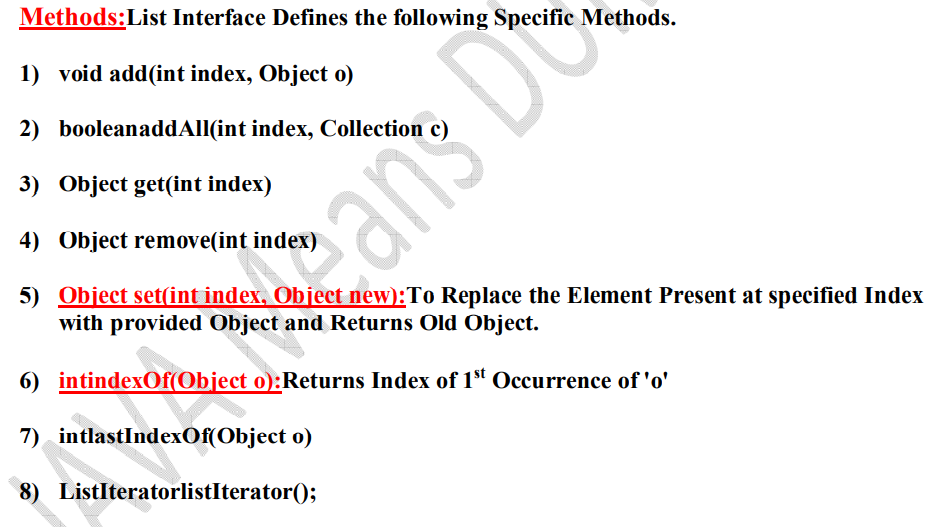 Methods:List Interface Defines the following Specific Methods.
1) void add(int index, Object o)
2) booleanaddAll(int index, Collection c)
3) Object get(int index)
4) Object remove(int index)
5) Object set(int index, Object new):To Replace the Element Present at specified Index
with provided Object and Returns Old Object.
6) intindexOf(Object o):Returns Index of 1st Occurrence of 'o'
7) intlastIndexOf(Object o)
8) ListIteratorlistIterator();
JAVA Means